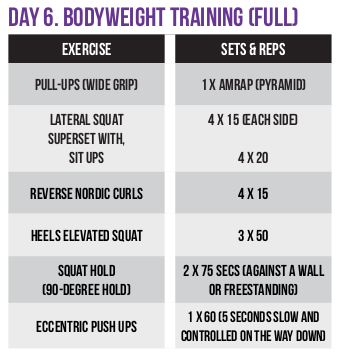 DAY 6. BODYWEIGHT TRAINING (FULL)
EXERCISE
SETS & REPS
PULL-UPS (WIDE GRIP)
1 X AMRAP (PYRAMID)
LATERAL SQUAT
SUPERSET WITH,
SIT UPS
4 X 15 (EACH SIDE)
4 X 20
REVERSE NORDIC CURLS
4 X 15
HEELS ELEVATED SQUAT
3 X 50
SQUAT HOLD
(90-DEGREE HOLD)
2 X 75 SECS (AGAINST A WALL
OR FREESTANDING)
ECCENTRIC PUSH UPS
1 X 60 (5 SECONDS SLOW AND
CONTROLLED ON THE WAY DOWN)